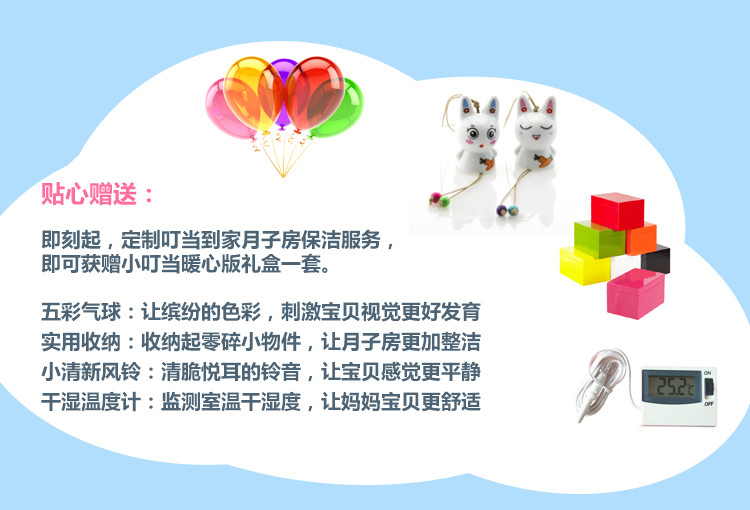 贴心赠送：
即刻起，定制叮当到家月子房保洁服务，
即可获赠小叮当暖心版礼盒一套。
五彩气球：让缤纷的色彩，刺激宝贝视觉更好发育
实用收纳：收纳起零碎小物件，让月子房更加整洁
小清新风铃：清脆悦耳的铃音，让宝贝感觉更平静
干湿温度计：监测室温干湿度，让妈妈宝贝更舒适
25.2℃
ON
OFF